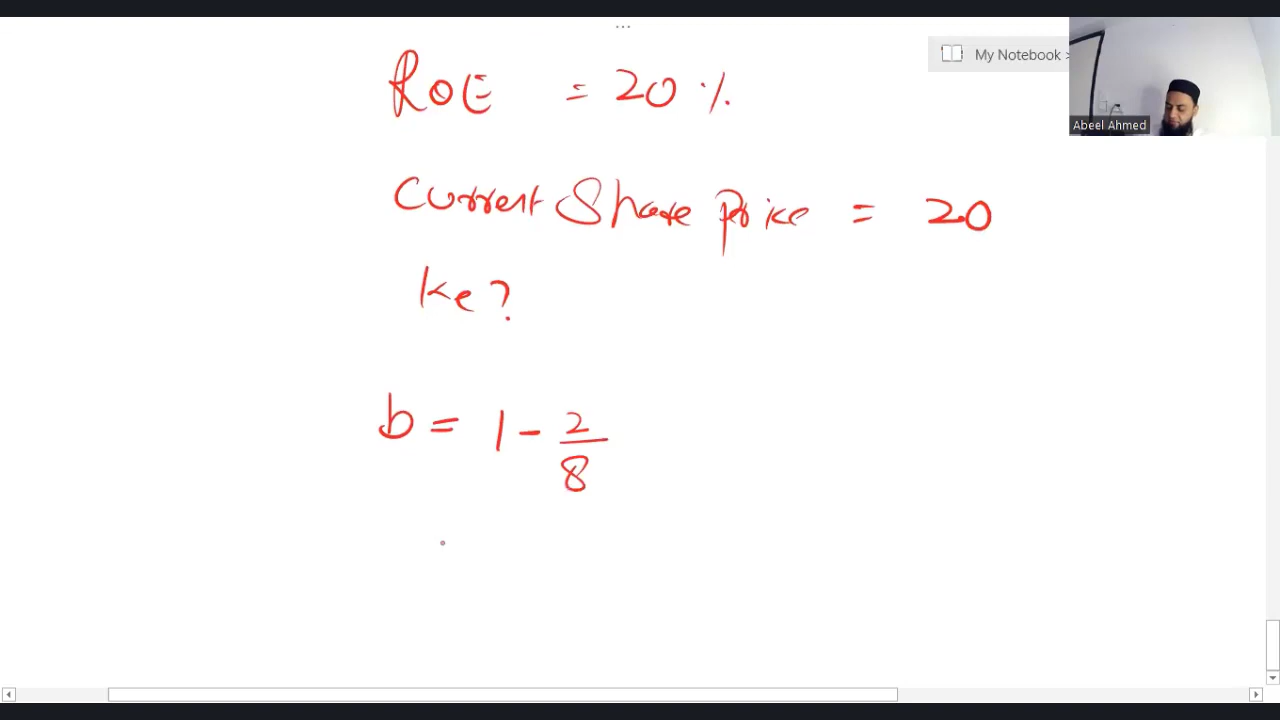 ...
My Notebook >
Abeel Ahmed
ROE = 20 %
Current Share Price = 20
Ke ?
b = 1 - 2/8